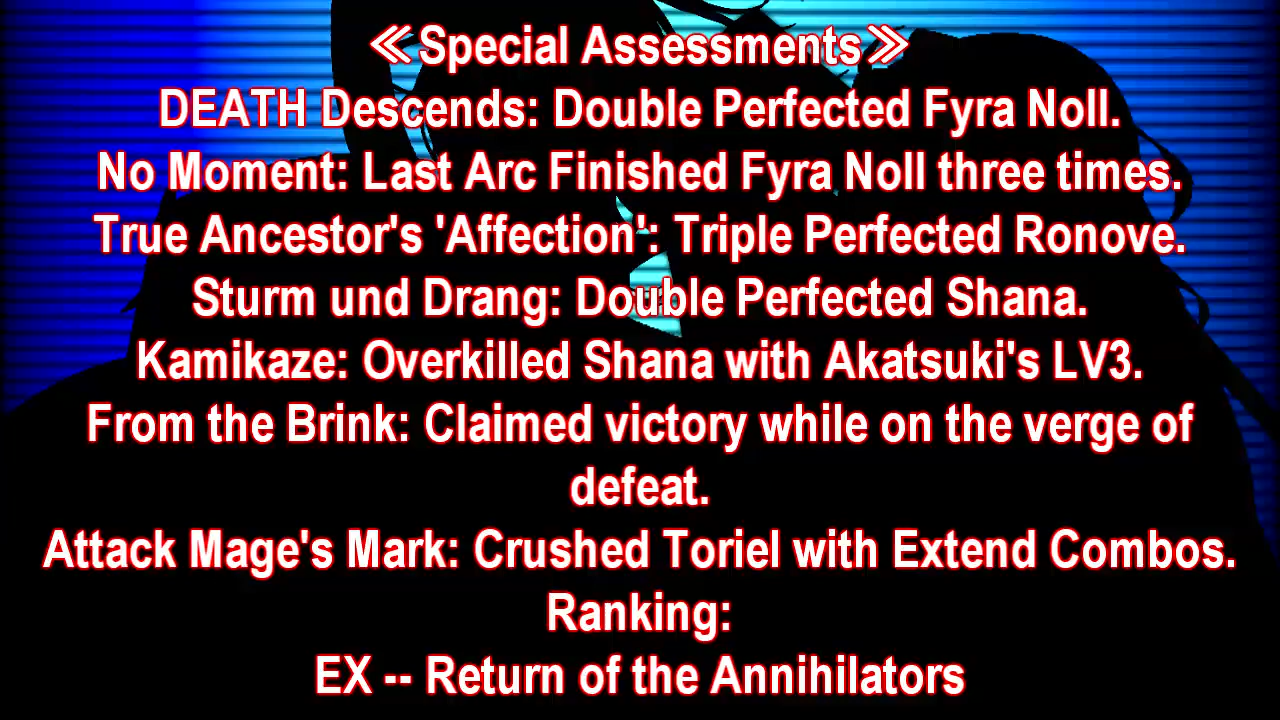 ≪Special Assessments≫
DEATH Descends: Double Perfected Fyra Noll.
No Moment: Last Arc Finished Fyra Noll three times.
True Ancestor's 'Affection': Triple Perfected Ronove.
Sturm und Drang: Double Perfected Shana.
Kamikaze: Overkilled Shana with Akatsuki's LV3.
From the Brink: Claimed victory while on the verge of
defeat.
Attack Mage's Mark: Crushed Toriel with Extend Combos.
Ranking:
EX -- Return of the Annihilators